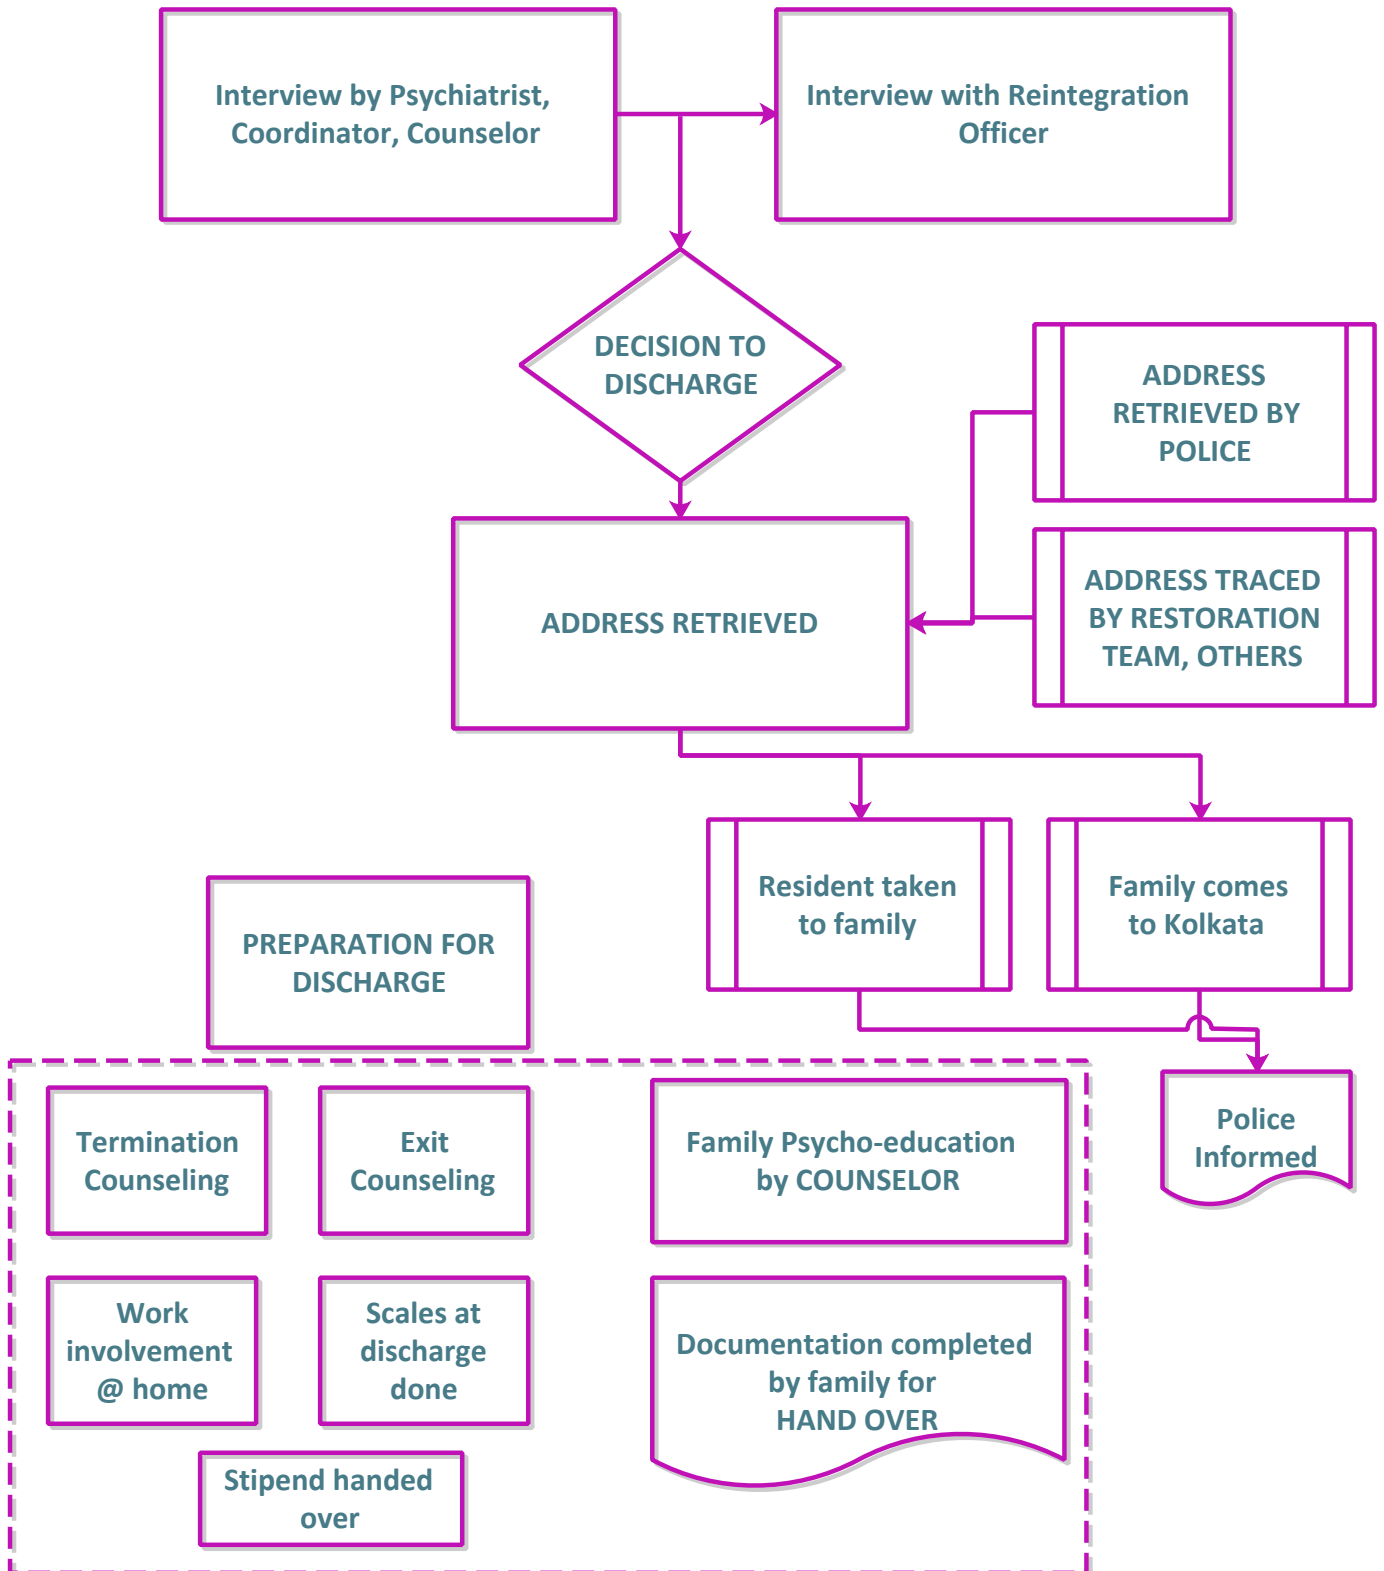 Interview by Psychiatrist,
Coordinator, Counselor
Interview with Reintegration
Officer
DECISION TO
DISCHARGE
ADDRESS
RETRIEVED BY
POLICE
ADDRESS TRACED
BY RESTORATION
TEAM, OTHERS
ADDRESS RETRIEVED
Resident taken
to family
Family comes
to Kolkata
PREPARATION FOR
DISCHARGE
Termination
Counseling
Exit
Counseling
Family Psycho-education
by COUNSELOR
Police
Informed
Work
involvement
@ home
Scales at
discharge
done
Documentation completed
by family for
HAND OVER
Stipend handed
over